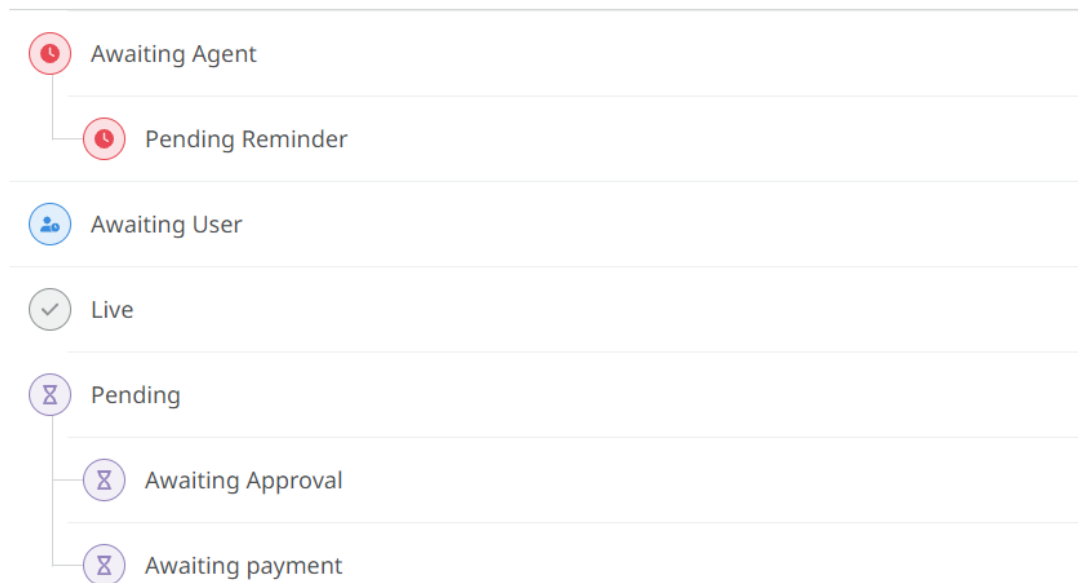 Awaiting Agent
Pending Reminder
Awaiting User
Live
Pending
Awaiting Approval
Awaiting payment